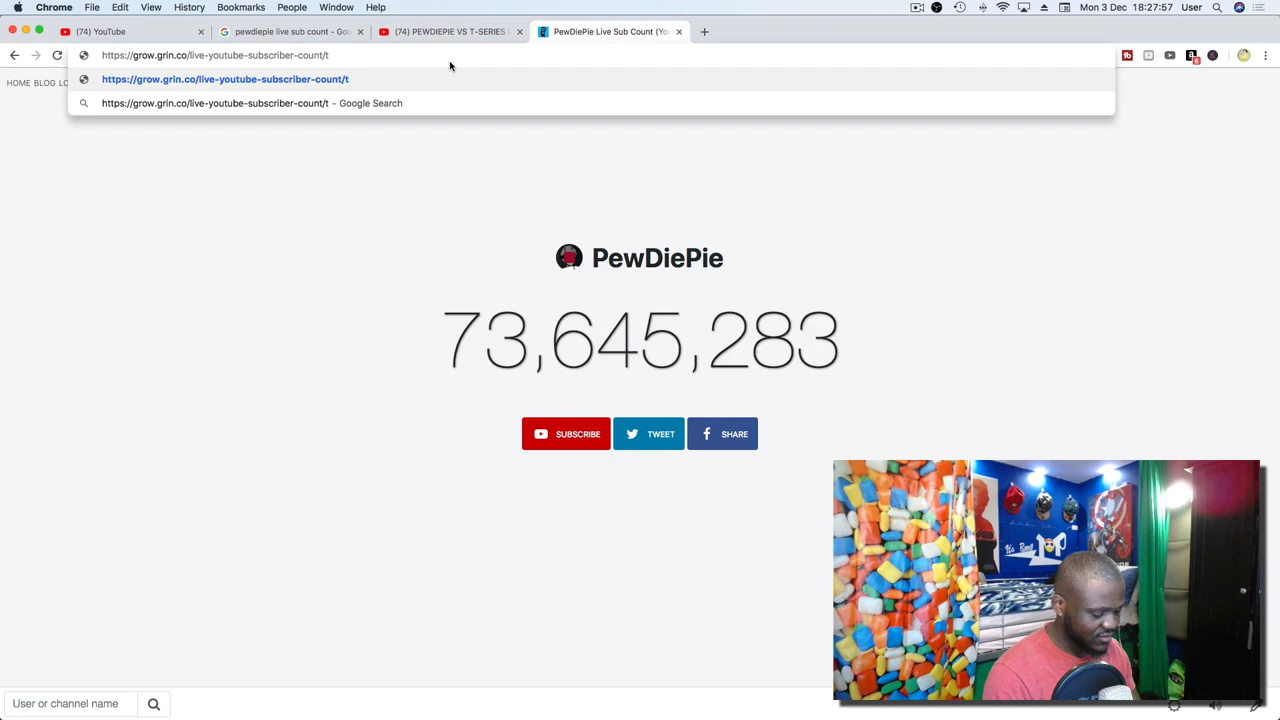 Chrome File Edit View History Bookmarks People Window Help Mon 3 Dec 18:27:57 User
(74) YouTube pewdiepie live sub count - Goo (74) PEWDIEPIE VS T-SERIES L PewDiePie Live Sub Count (You
https://grow.grin.co/live-youtube-subscriber-count/t
HOME BLOG LO
https://grow.grin.co/live-youtube-subscriber-count/t
https://grow.grin.co/live-youtube-subscriber-count/t - Google Search
PewDiePie
73,645,283
SUBSCRIBE TWEET SHARE
User or channel name